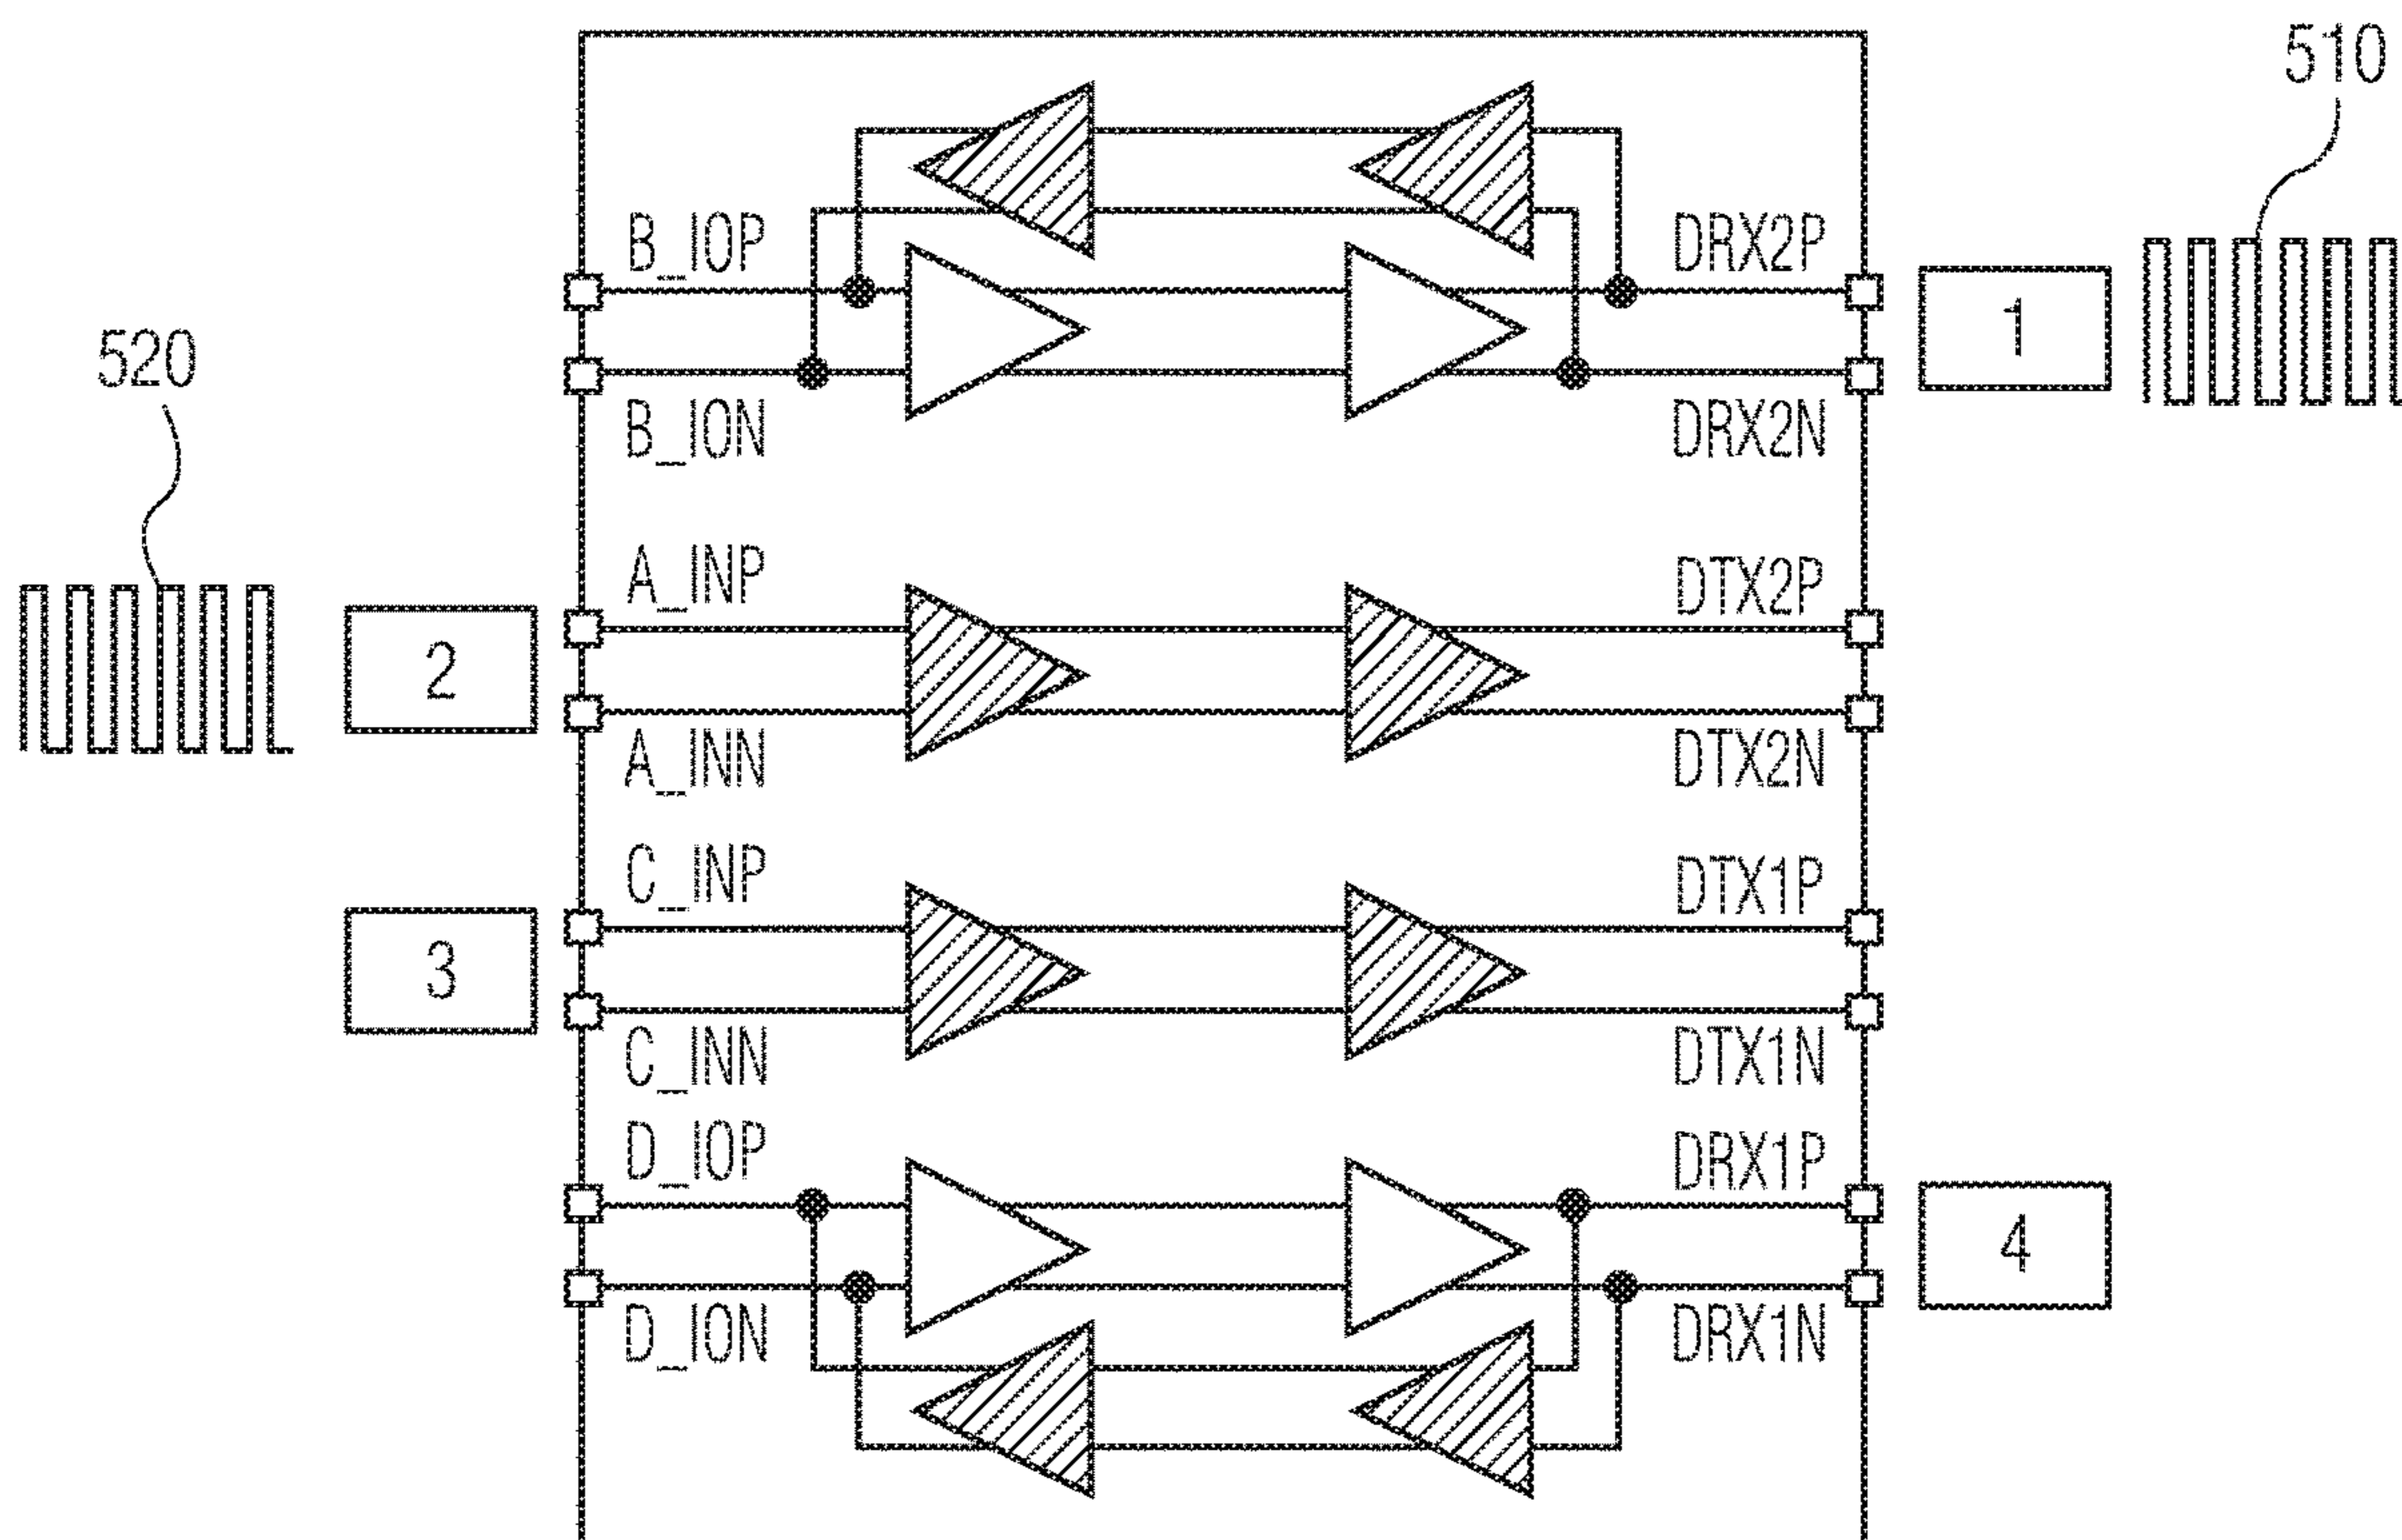 510
B_IOP
DRX2P
1
520
B_ION
DRX2N
A_INP
DTX2P
2
A_INN
DTX2N
C_INP
DTX1P
3
C_INN
DTX1N
D_IOP
DRX1P
4
D_ION
DRX1N